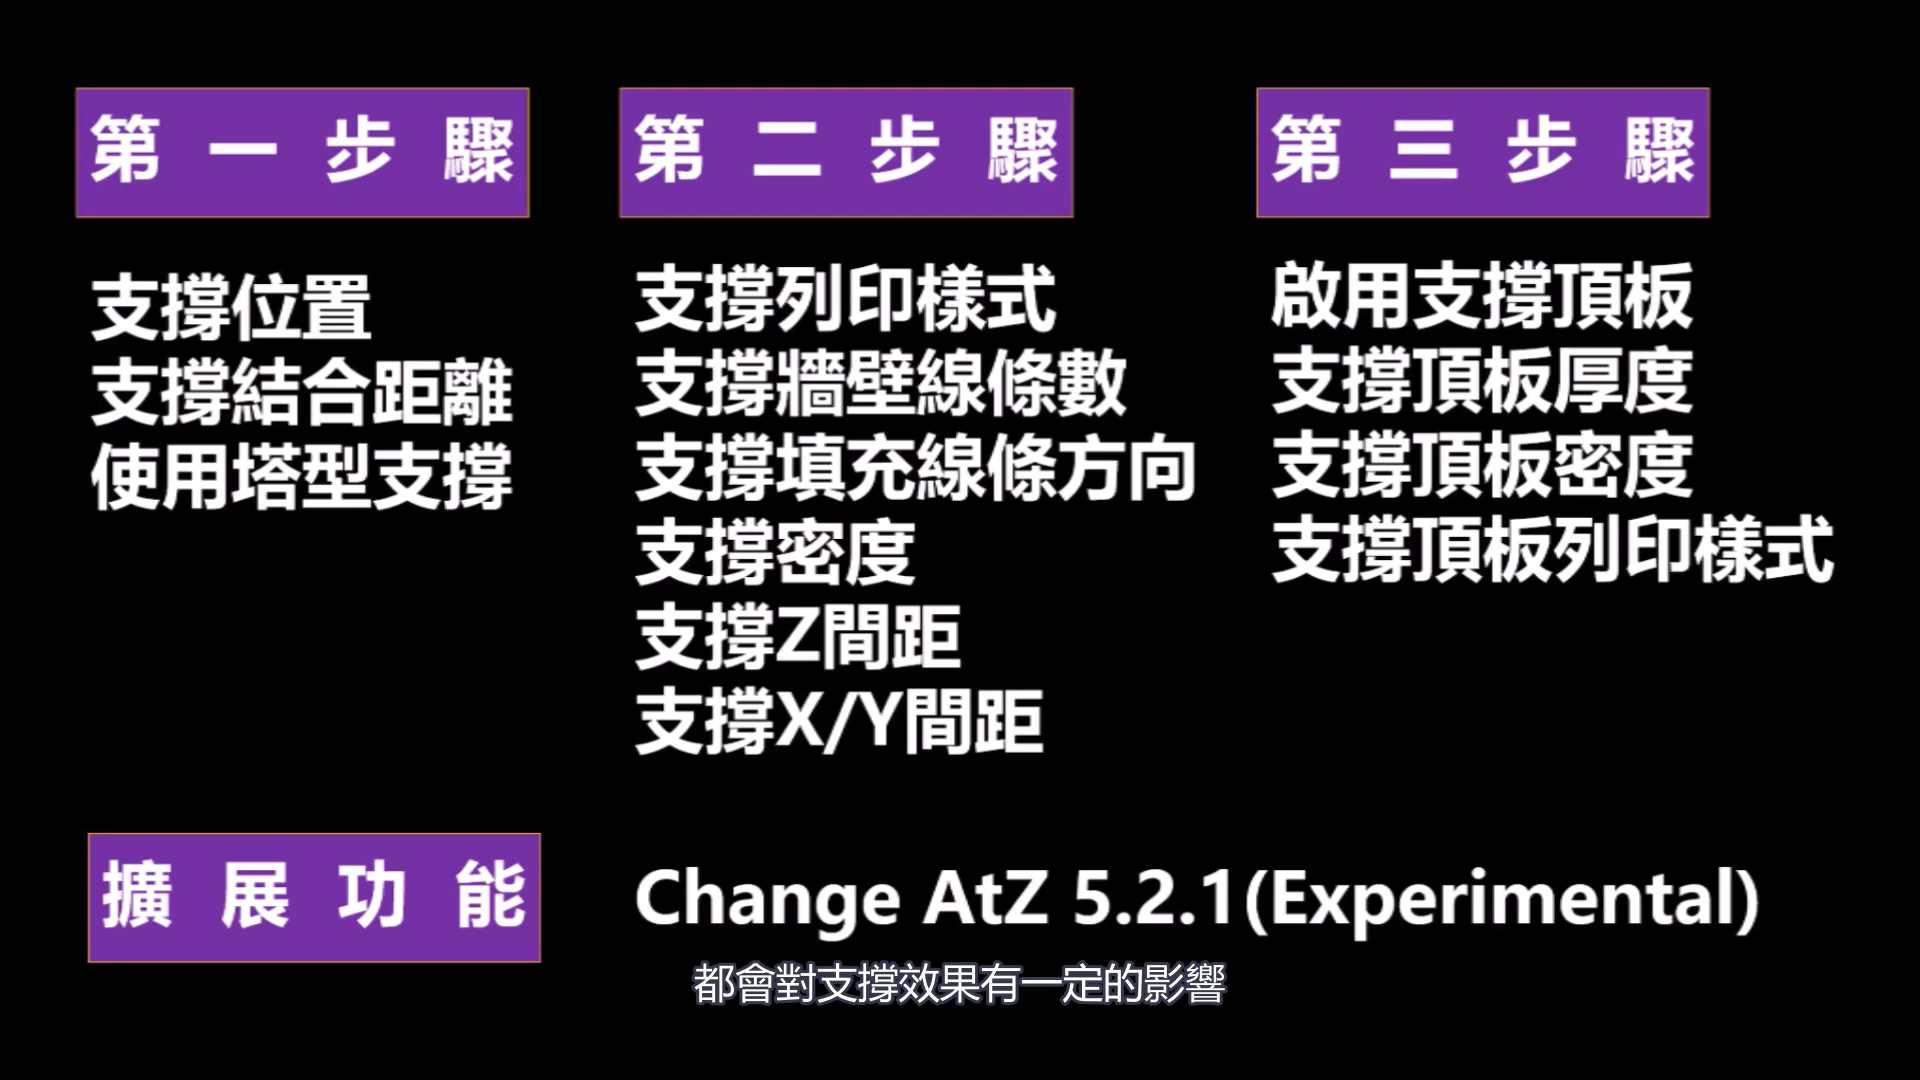 第一步驟
支撐位置
支撐結合距離
使用塔型支撐
第二步驟
支撐列印樣式
支撐牆壁線條數
支撐填充線條方向
支撐密度
支撐Z間距
支撐X/Y間距
第三步驟
啟用支撐頂板
支撐頂板厚度
支撐頂板密度
支撐頂板列印樣式
擴展功能
Change AtZ 5.2.1(Experimental)
都會對支撐效果有一定的影響